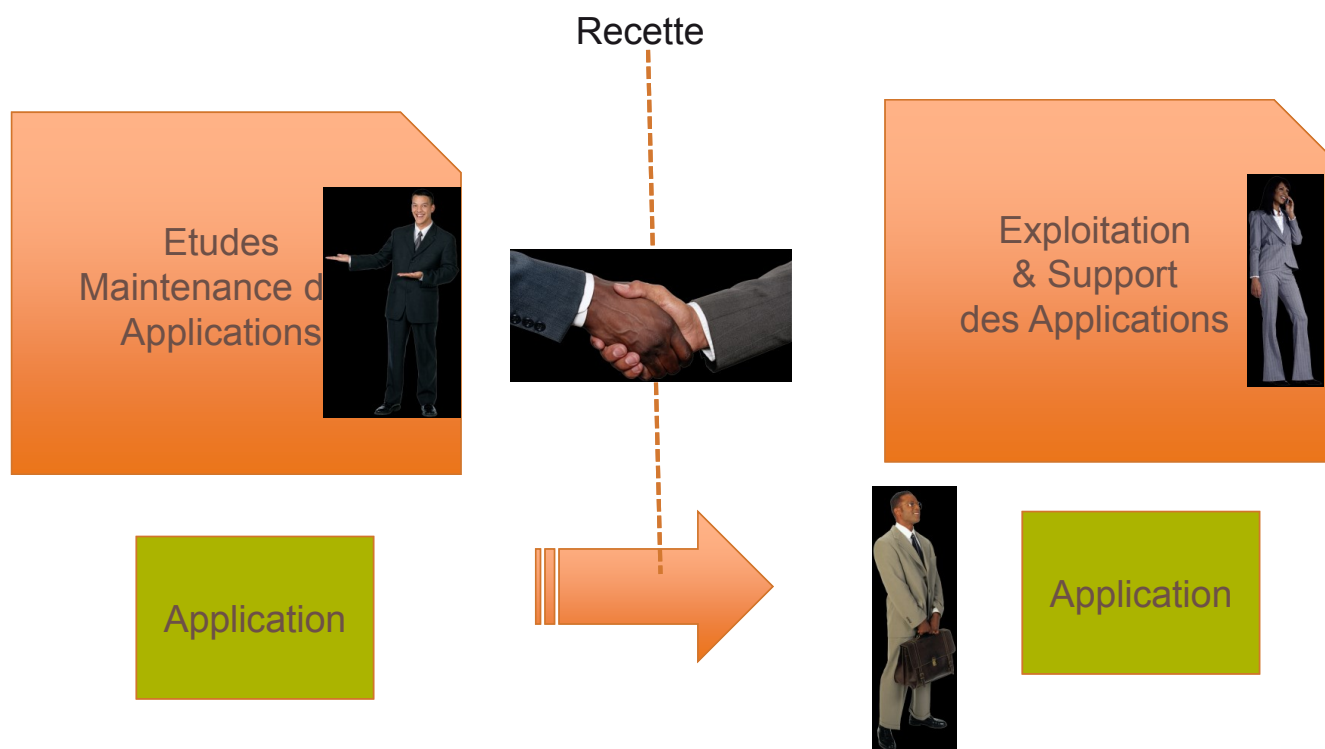 Recette
Etudes
Maintenance d
Applications
Exploitation
& Support
des Applications
Application
Application